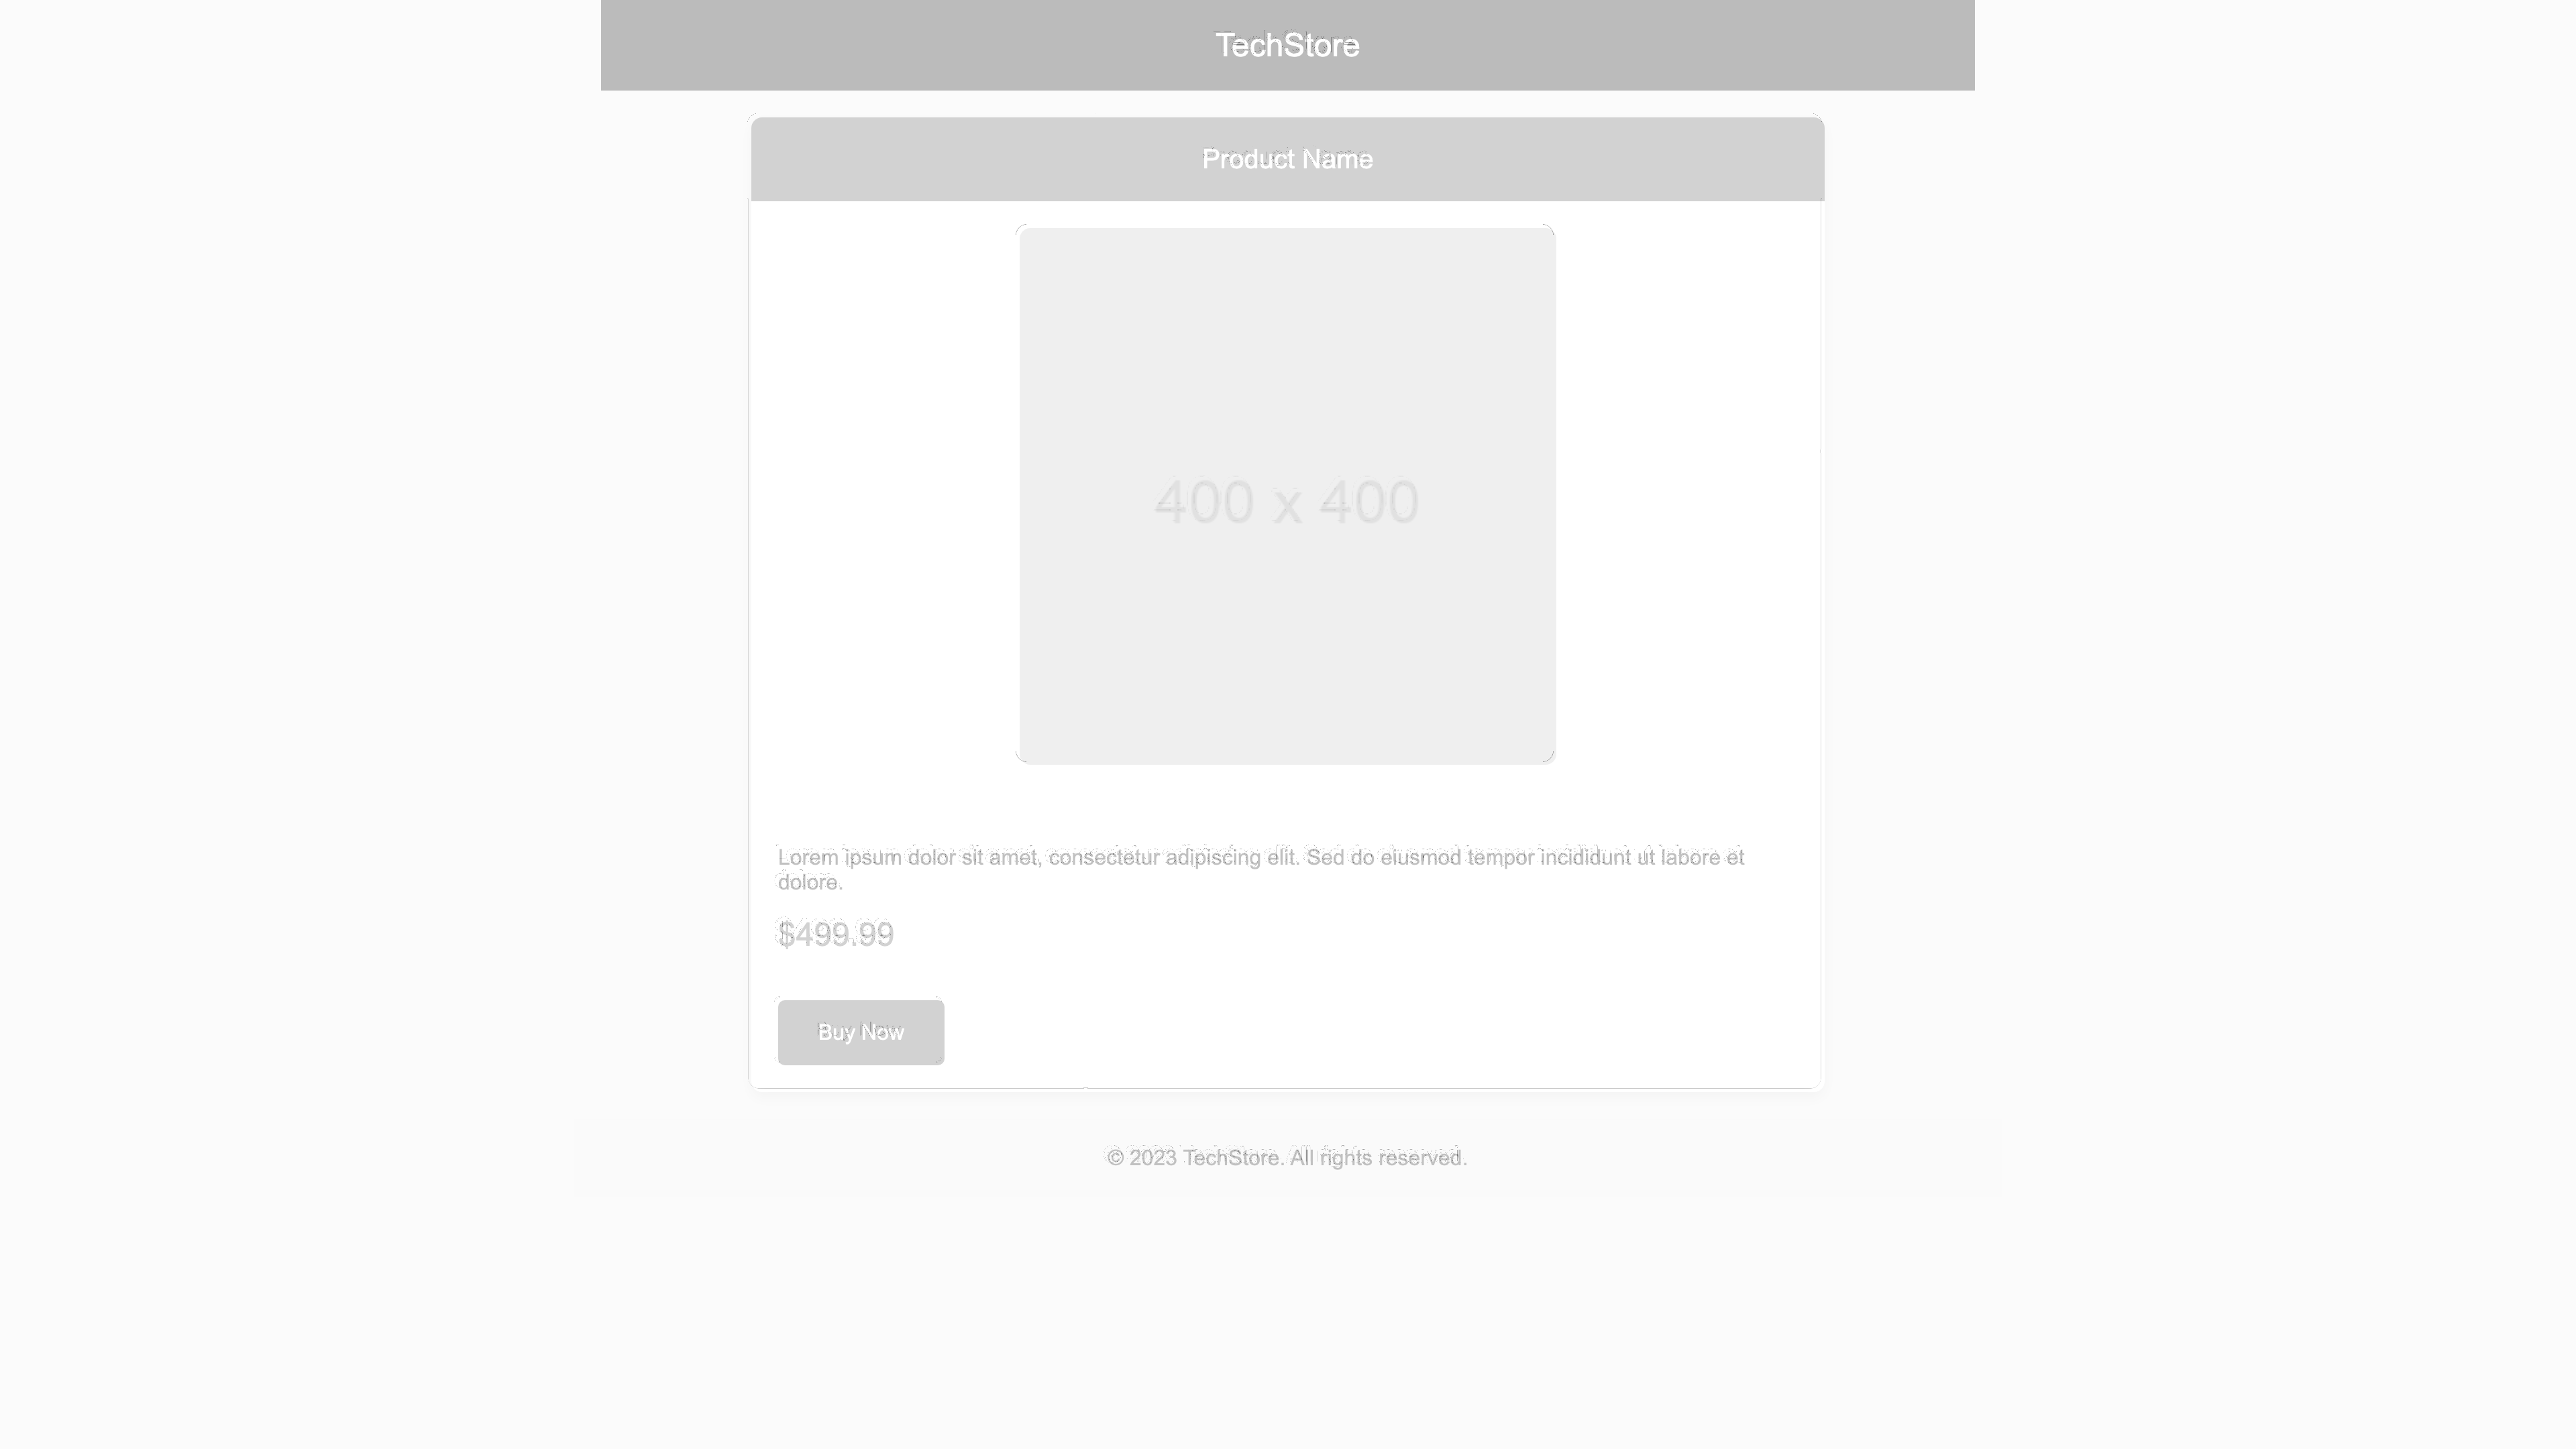 TechStore
Product Name
400 x 400
Lorem ipsum dolor sit amet, consectetur adipiscing elit. Sed do eiusmod tempor incididunt ut labore et
dolore.
$499.99
Buy Now
© 2023 TechStore. All rights reserved.